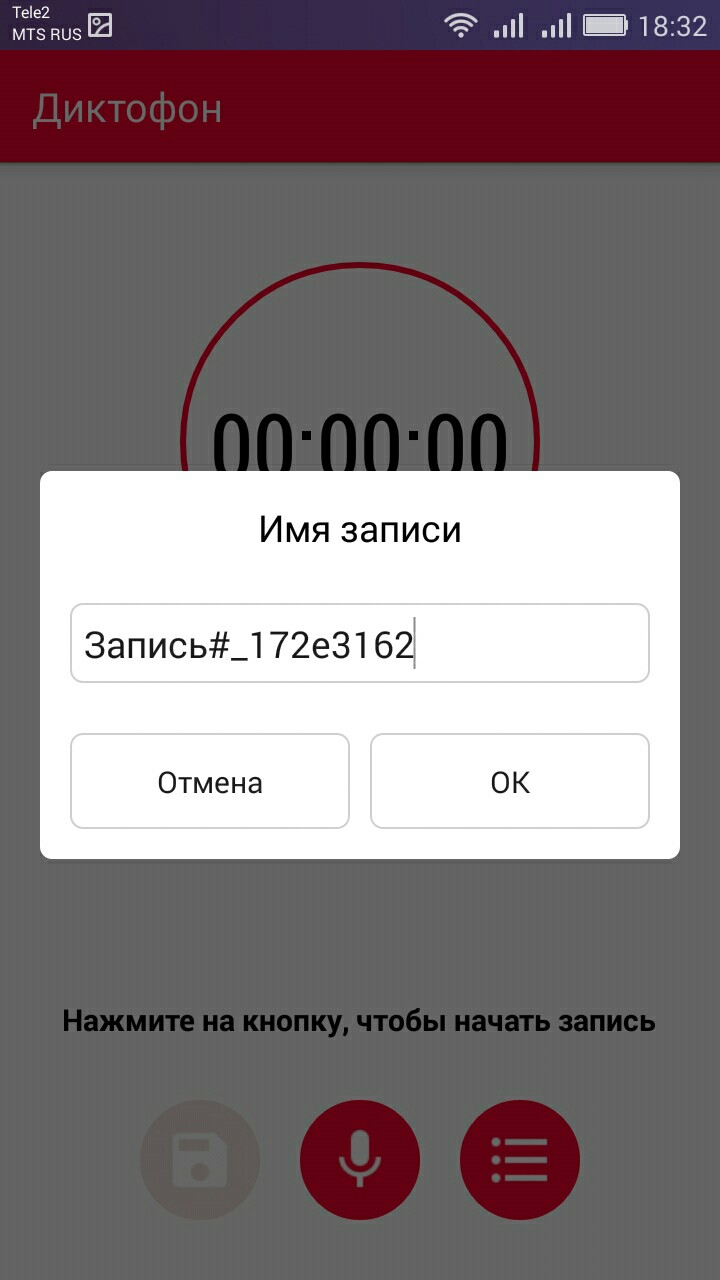 Tele2
MTS RUS
18:32
Диктофон
00:00:00
Имя записи
Запись#_172e3162
Отмена
ОК
Нажмите на кнопку, чтобы начать запись